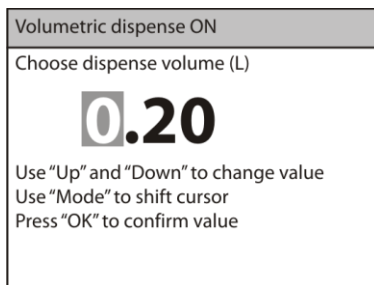 Volumetric dispense ON
Choose dispense volume (L)
0.20
Use “Up” and “Down” to change value
Use “Mode” to shift cursor
Press “OK” to confirm value